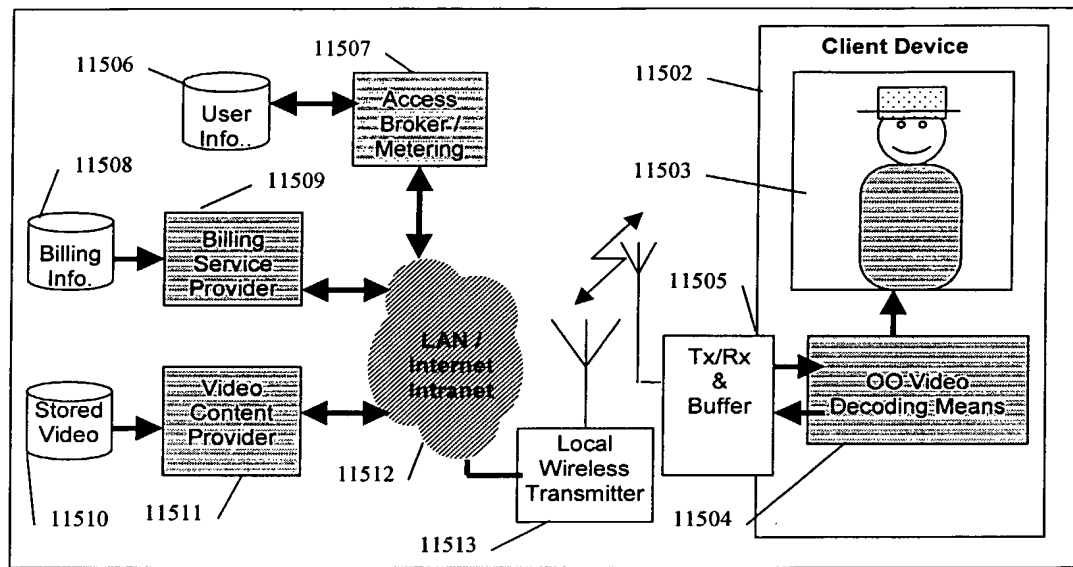 11507
Client Device
11506
11502
User
Info..
Access
Broker /
Metering
11508
11509
11503
Billing
Info.
Billing
Service
Provider
11505
LAN /
Internet
Intranet
Tx/Rx
&
Buffer
OO Video
Decoding Means
Stored
Video
Video
Content
Provider
Local
Wireless
Transmitter
11512
11510
11511
11504
11513